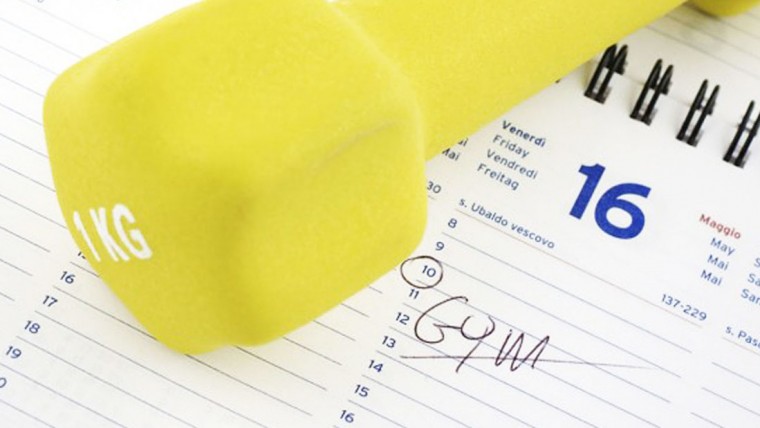 1 KG
Venerdì
Friday
Vendredi
Freitag
16
Maggio
May
Mai
Mai
Mai
30
s. Ubaldo vescovo
137-229
s. Pas
8
9
10
11
12
GYM
13
14
15
16
16
17
18
19